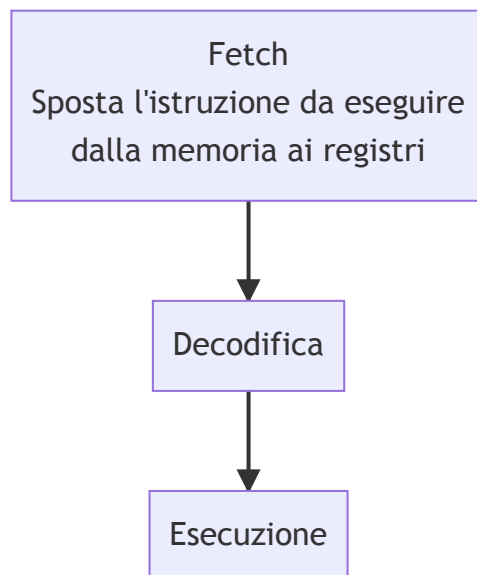 Fetch
Sposta l'istruzione da eseguire
dalla memoria ai registri
Decodifica
Esecuzione